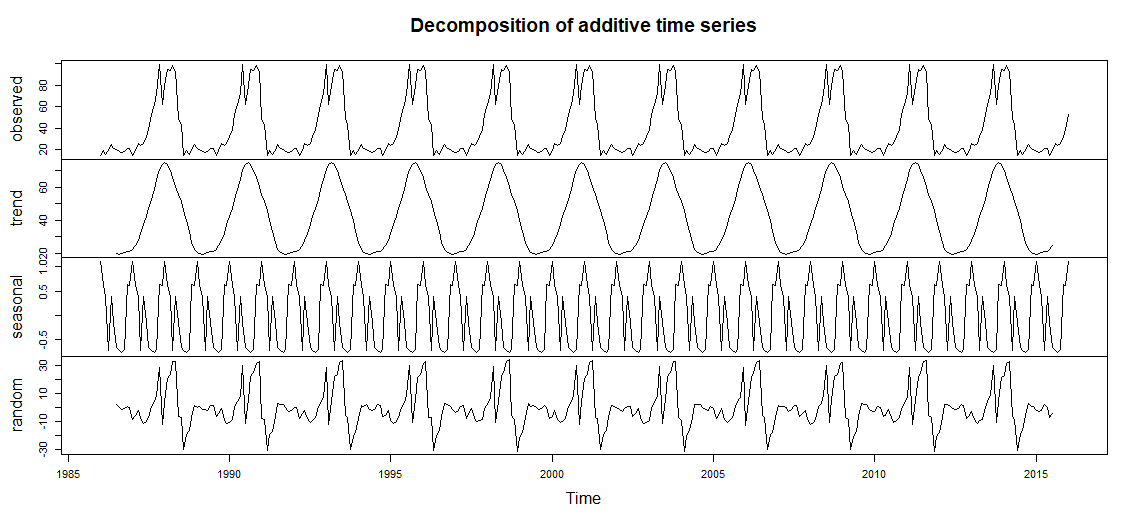 Decomposition of additive time series
observed
20 40 60 80
trend
20 40 60
seasonal
-0.5 0.5 1.0
random
-30 -10 10 30
1985 1990 1995 2000 2005 2010 2015
Time